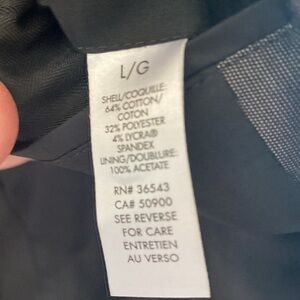 L/G
SHELL/COQUILLE:
64% COTTON/
COTON
32% POLYESTER
4% LYCRA®
SPANDEX
LINING/DOUBLURE:
100% ACETATE
RN# 36543
CA# 50900
SEE REVERSE
FOR CARE
ENTRETIEN
AU VERSO